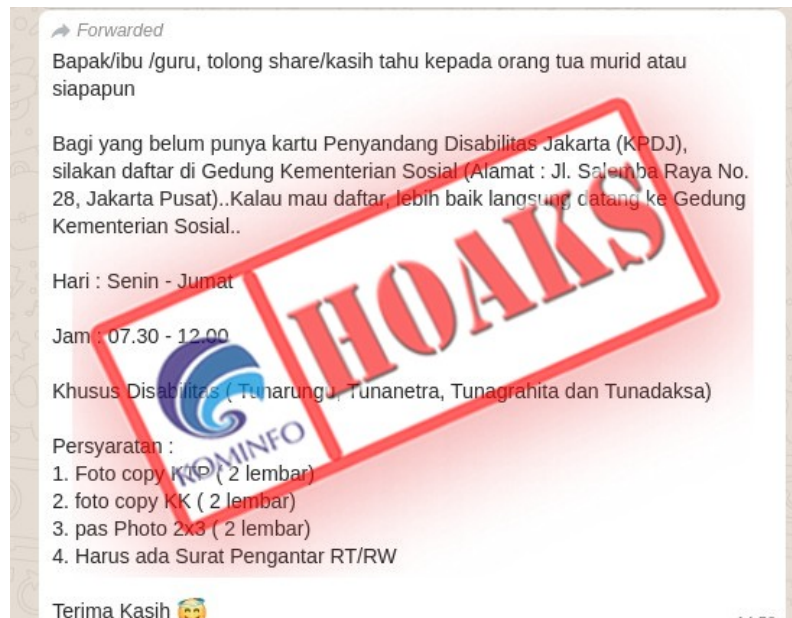 Forwarded
Bapak/ibu /guru, tolong share/kasih tahu kepada orang tua murid atau
siapapun
Bagi yang belum punya kartu Penyandang Disabilitas Jakarta (KPDJ),
silakan daftar di Gedung Kementerian Sosial (Alamat : Jl. Salemba Raya No.
28, Jakarta Pusat)..Kalau mau daftar, lebih baik langsung datang ke Gedung
Kementerian Sosial..
Hari : Senin - Jumat
Jam : 07.30 - 12.00
Khusus Disabilitas ( Tunarungu, Tunanetra, Tunagrahita dan Tunadaksa)
Persyaratan :
1. Foto copy KTP ( 2 lembar)
2. foto copy KK ( 2 lembar)
3. pas Photo 2x3 ( 2 lembar)
4. Harus ada Surat Pengantar RT/RW
Terima Kasih 😇
KOMINFO
HOAKS